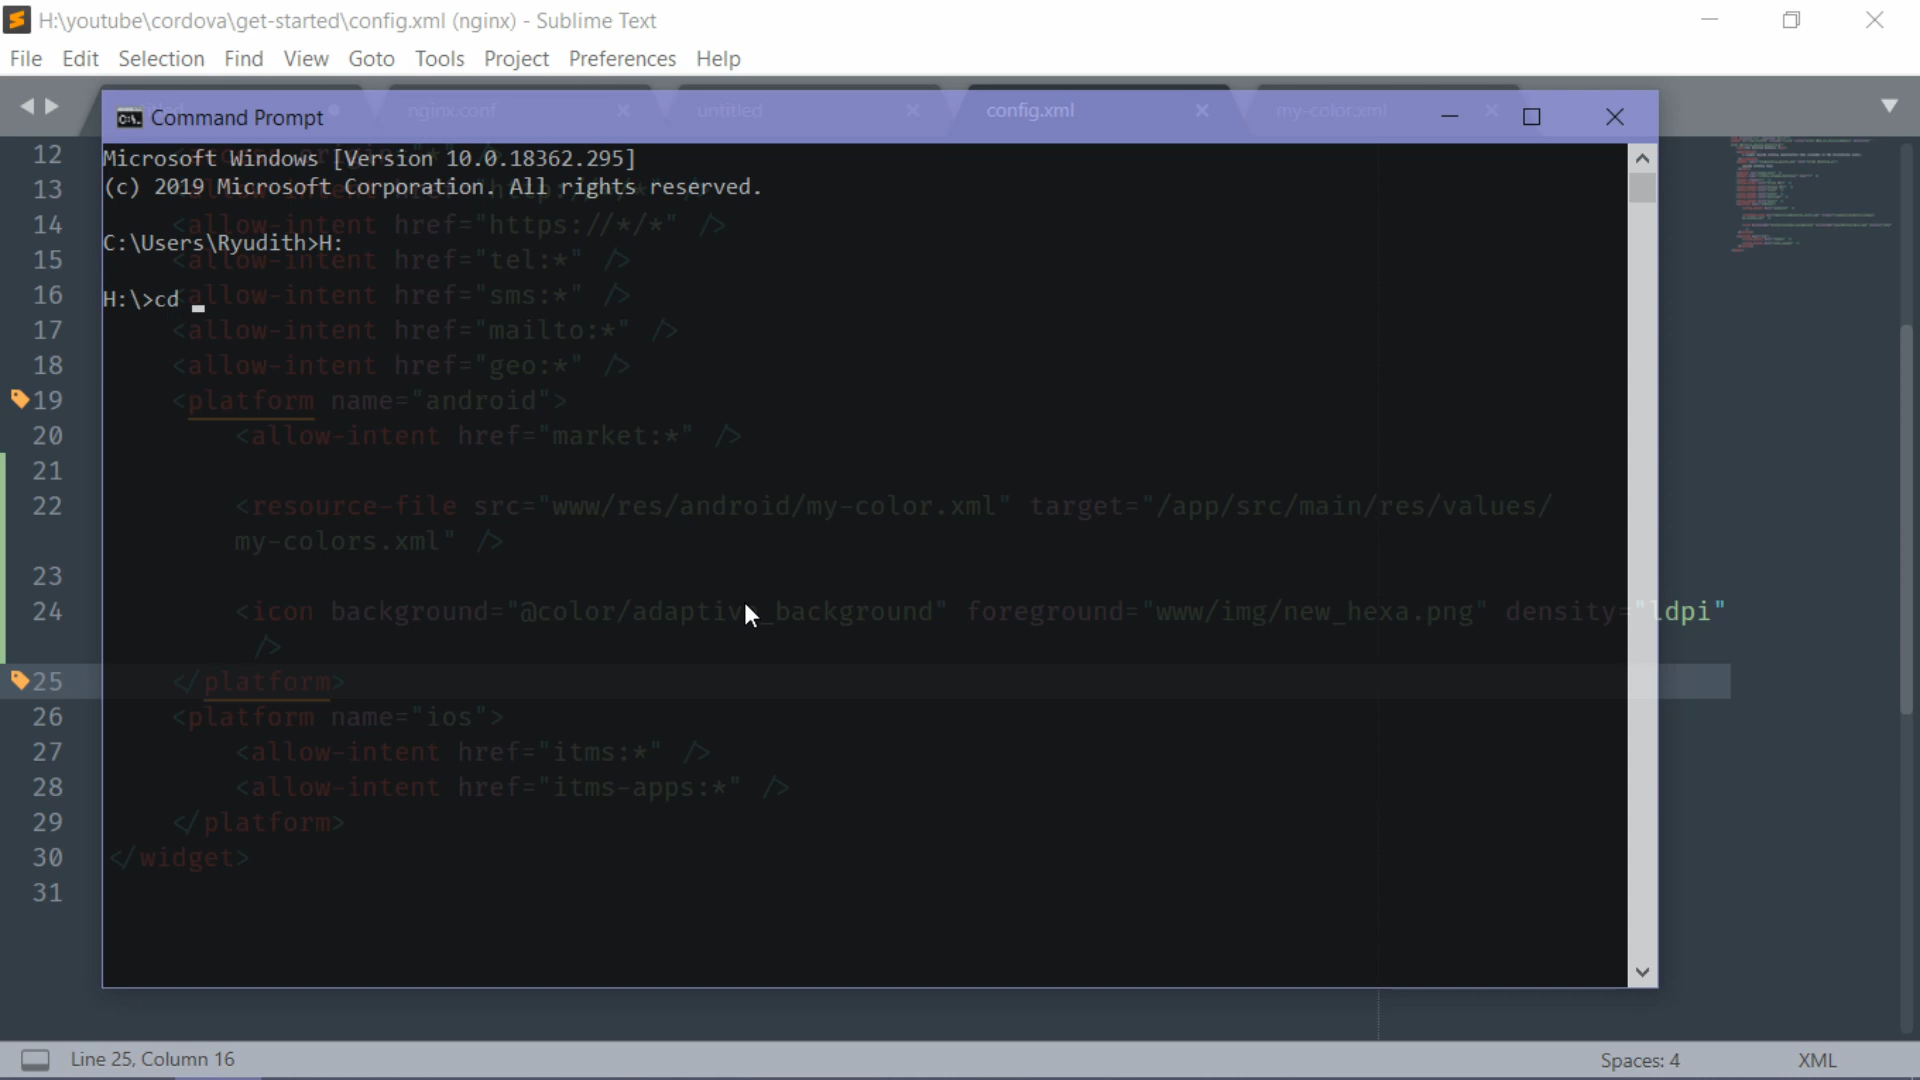 H:\youtube\cordova\get-started\config.xml (nginx) - Sublime Text
File Edit Selection Find View Goto Tools Project Preferences Help
nginx.conf untitled config.xml my-color.xml
Command Prompt
Microsoft Windows [Version 10.0.18362.295]
(c) 2019 Microsoft Corporation. All rights reserved.
C:\Users\Ryudith>H:
H:\>cd
12
13
14 <allow-intent href="https://*/*" />
15 <allow-intent href="tel:*" />
16 <allow-intent href="sms:*" />
17 <allow-intent href="mailto:*" />
18 <allow-intent href="geo:*" />
19 <platform name="android">
20 <allow-intent href="market:*" />
21
22 <resource-file src="www/res/android/my-color.xml" target="/app/src/main/res/values/
my-colors.xml" />
23
24 <icon background="@color/adaptive_background" foreground="www/img/new_hexa.png" density="ldpi"
/>
25 </platform>
26 <platform name="ios">
27 <allow-intent href="itms:*" />
28 <allow-intent href="itms-apps:*" />
29 </platform>
30 </widget>
31
Line 25, Column 16
Spaces: 4
XML